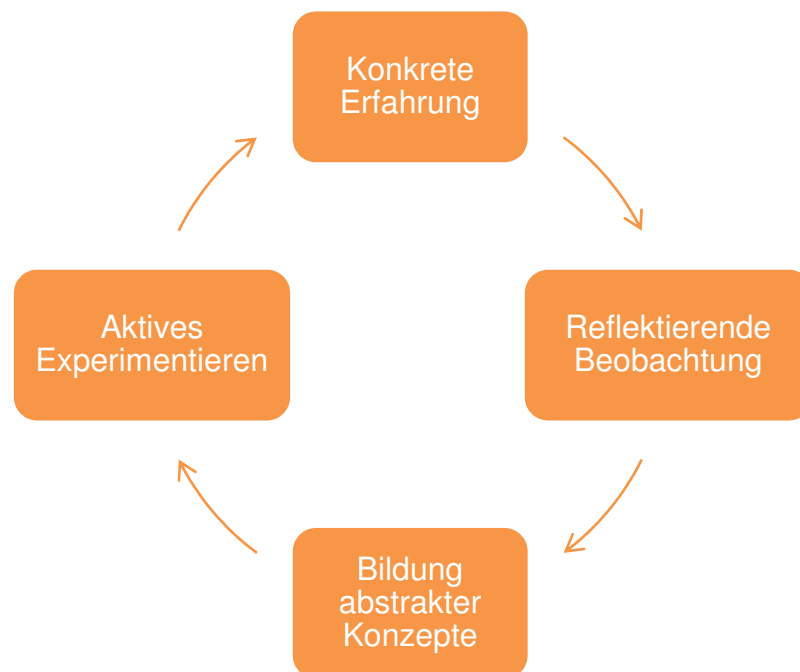 Konkrete
Erfahrung
Reflektierende
Beobachtung
Bildung
abstrakter
Konzepte
Aktives
Experimentieren